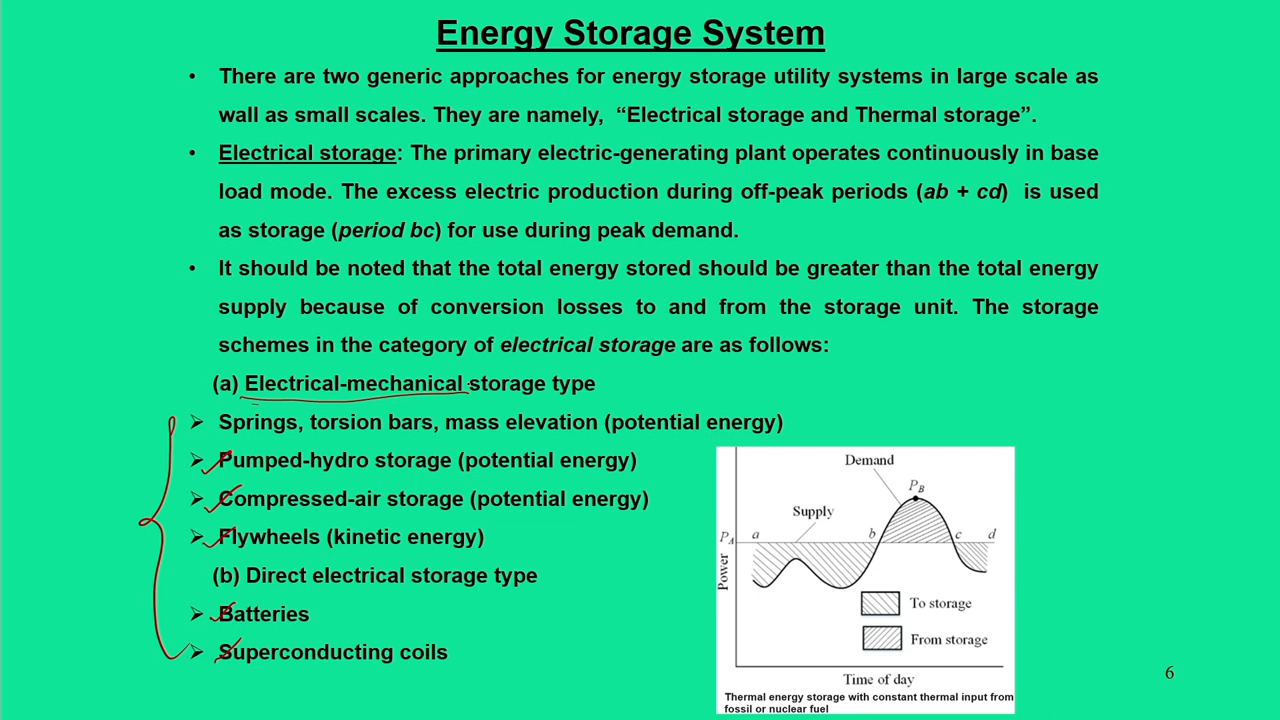 Energy Storage System
• There are two generic approaches for energy storage utility systems in large scale as
wall as small scales. They are namely, “Electrical storage and Thermal storage”.
• Electrical storage: The primary electric-generating plant operates continuously in base
load mode. The excess electric production during off-peak periods (ab + cd) is used
as storage (period bc) for use during peak demand.
• It should be noted that the total energy stored should be greater than the total energy
supply because of conversion losses to and from the storage unit. The storage
schemes in the category of electrical storage are as follows:
(a) Electrical-mechanical storage type
➢ Springs, torsion bars, mass elevation (potential energy)
➢ Pumped-hydro storage (potential energy)
➢ Compressed-air storage (potential energy)
➢ Flywheels (kinetic energy)
(b) Direct electrical storage type
➢ Batteries
➢ Superconducting coils
Demand
P_B
Supply
P_A a b c d
Power
To storage
From storage
Time of day
Thermal energy storage with constant thermal input from
fossil or nuclear fuel
6